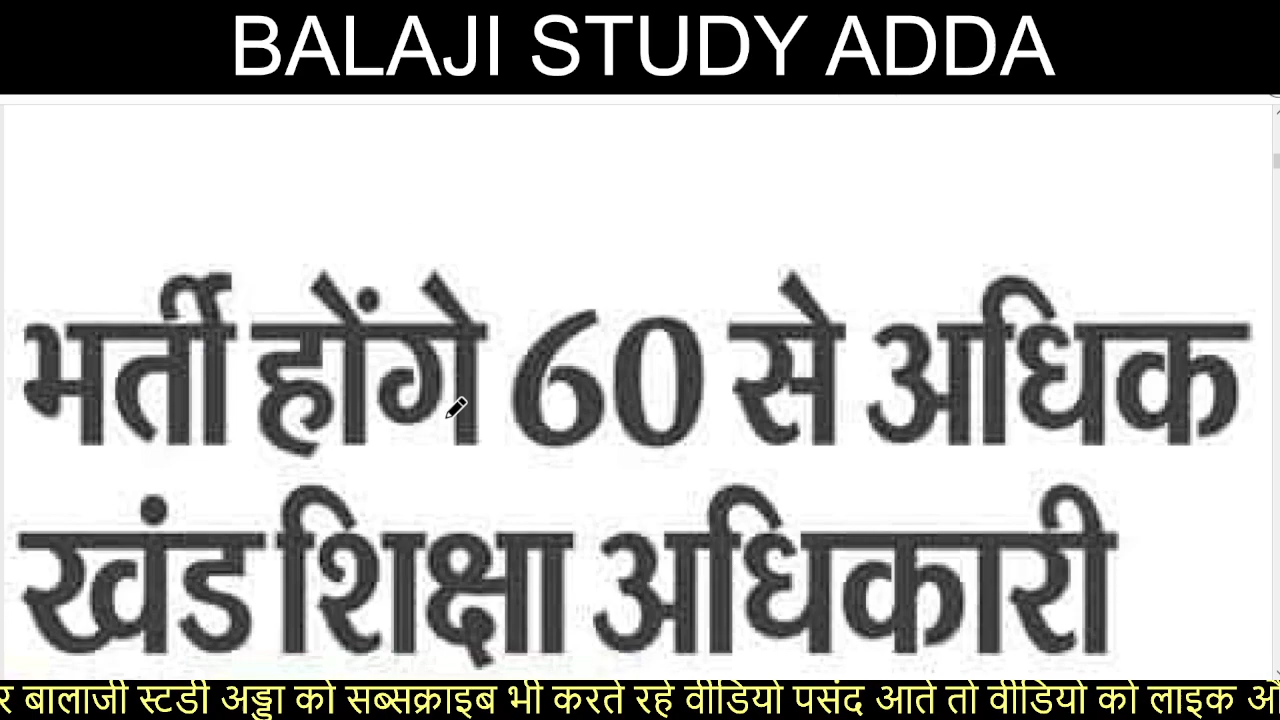 BALAJI STUDY ADDA
भर्ती होंगे 60 से अधिक
खंड शिक्षा अधिकारी
र बालाजी स्टडी अड्डा को सब्सक्राइब भी करते रहे वीडियो पसंद आते तो वीडियो को लाइक औ